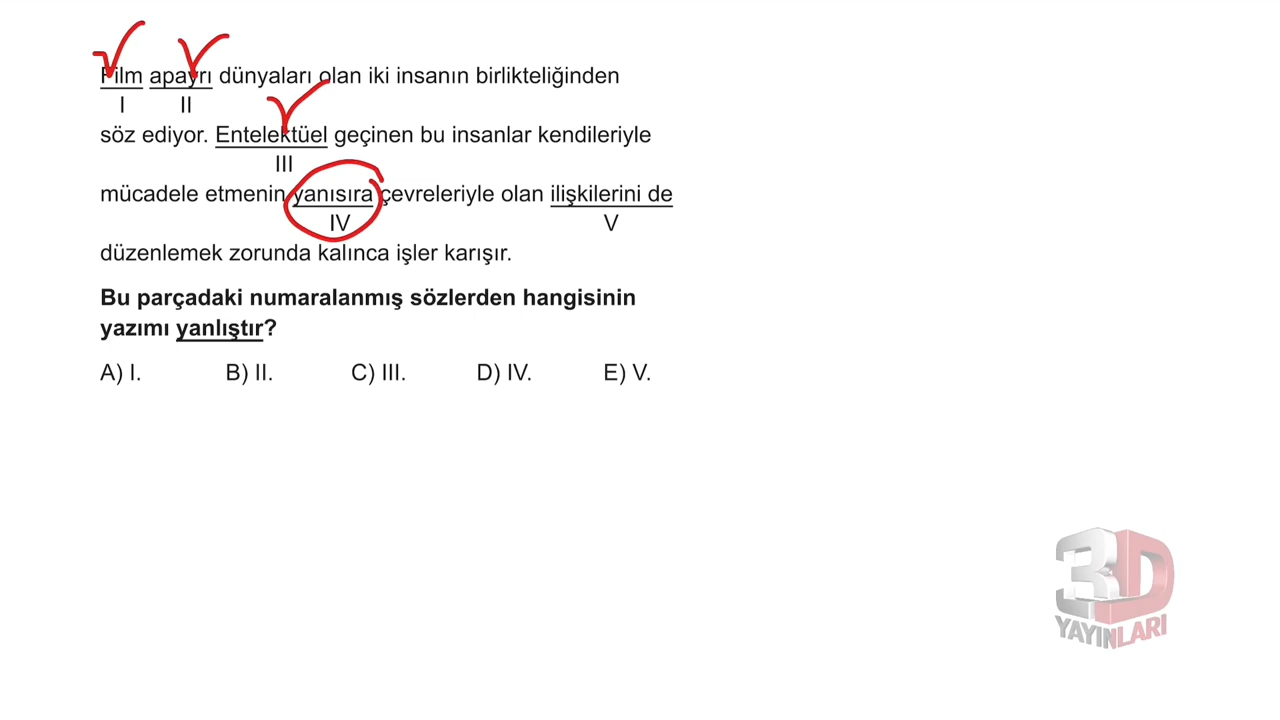 Film apayrı dünyaları olan iki insanın birlikteliğinden
I II
söz ediyor. Entelektüel geçinen bu insanlar kendileriyle
III
mücadele etmenin yanısıra çevreleriyle olan ilişkilerini de
IV V
düzenlemek zorunda kalınca işler karışır.
Bu parçadaki numaralanmış sözlerden hangisinin
yazımı yanlıştır?
A) I. B) II. C) III. D) IV. E) V.
3D
YAYINLARI